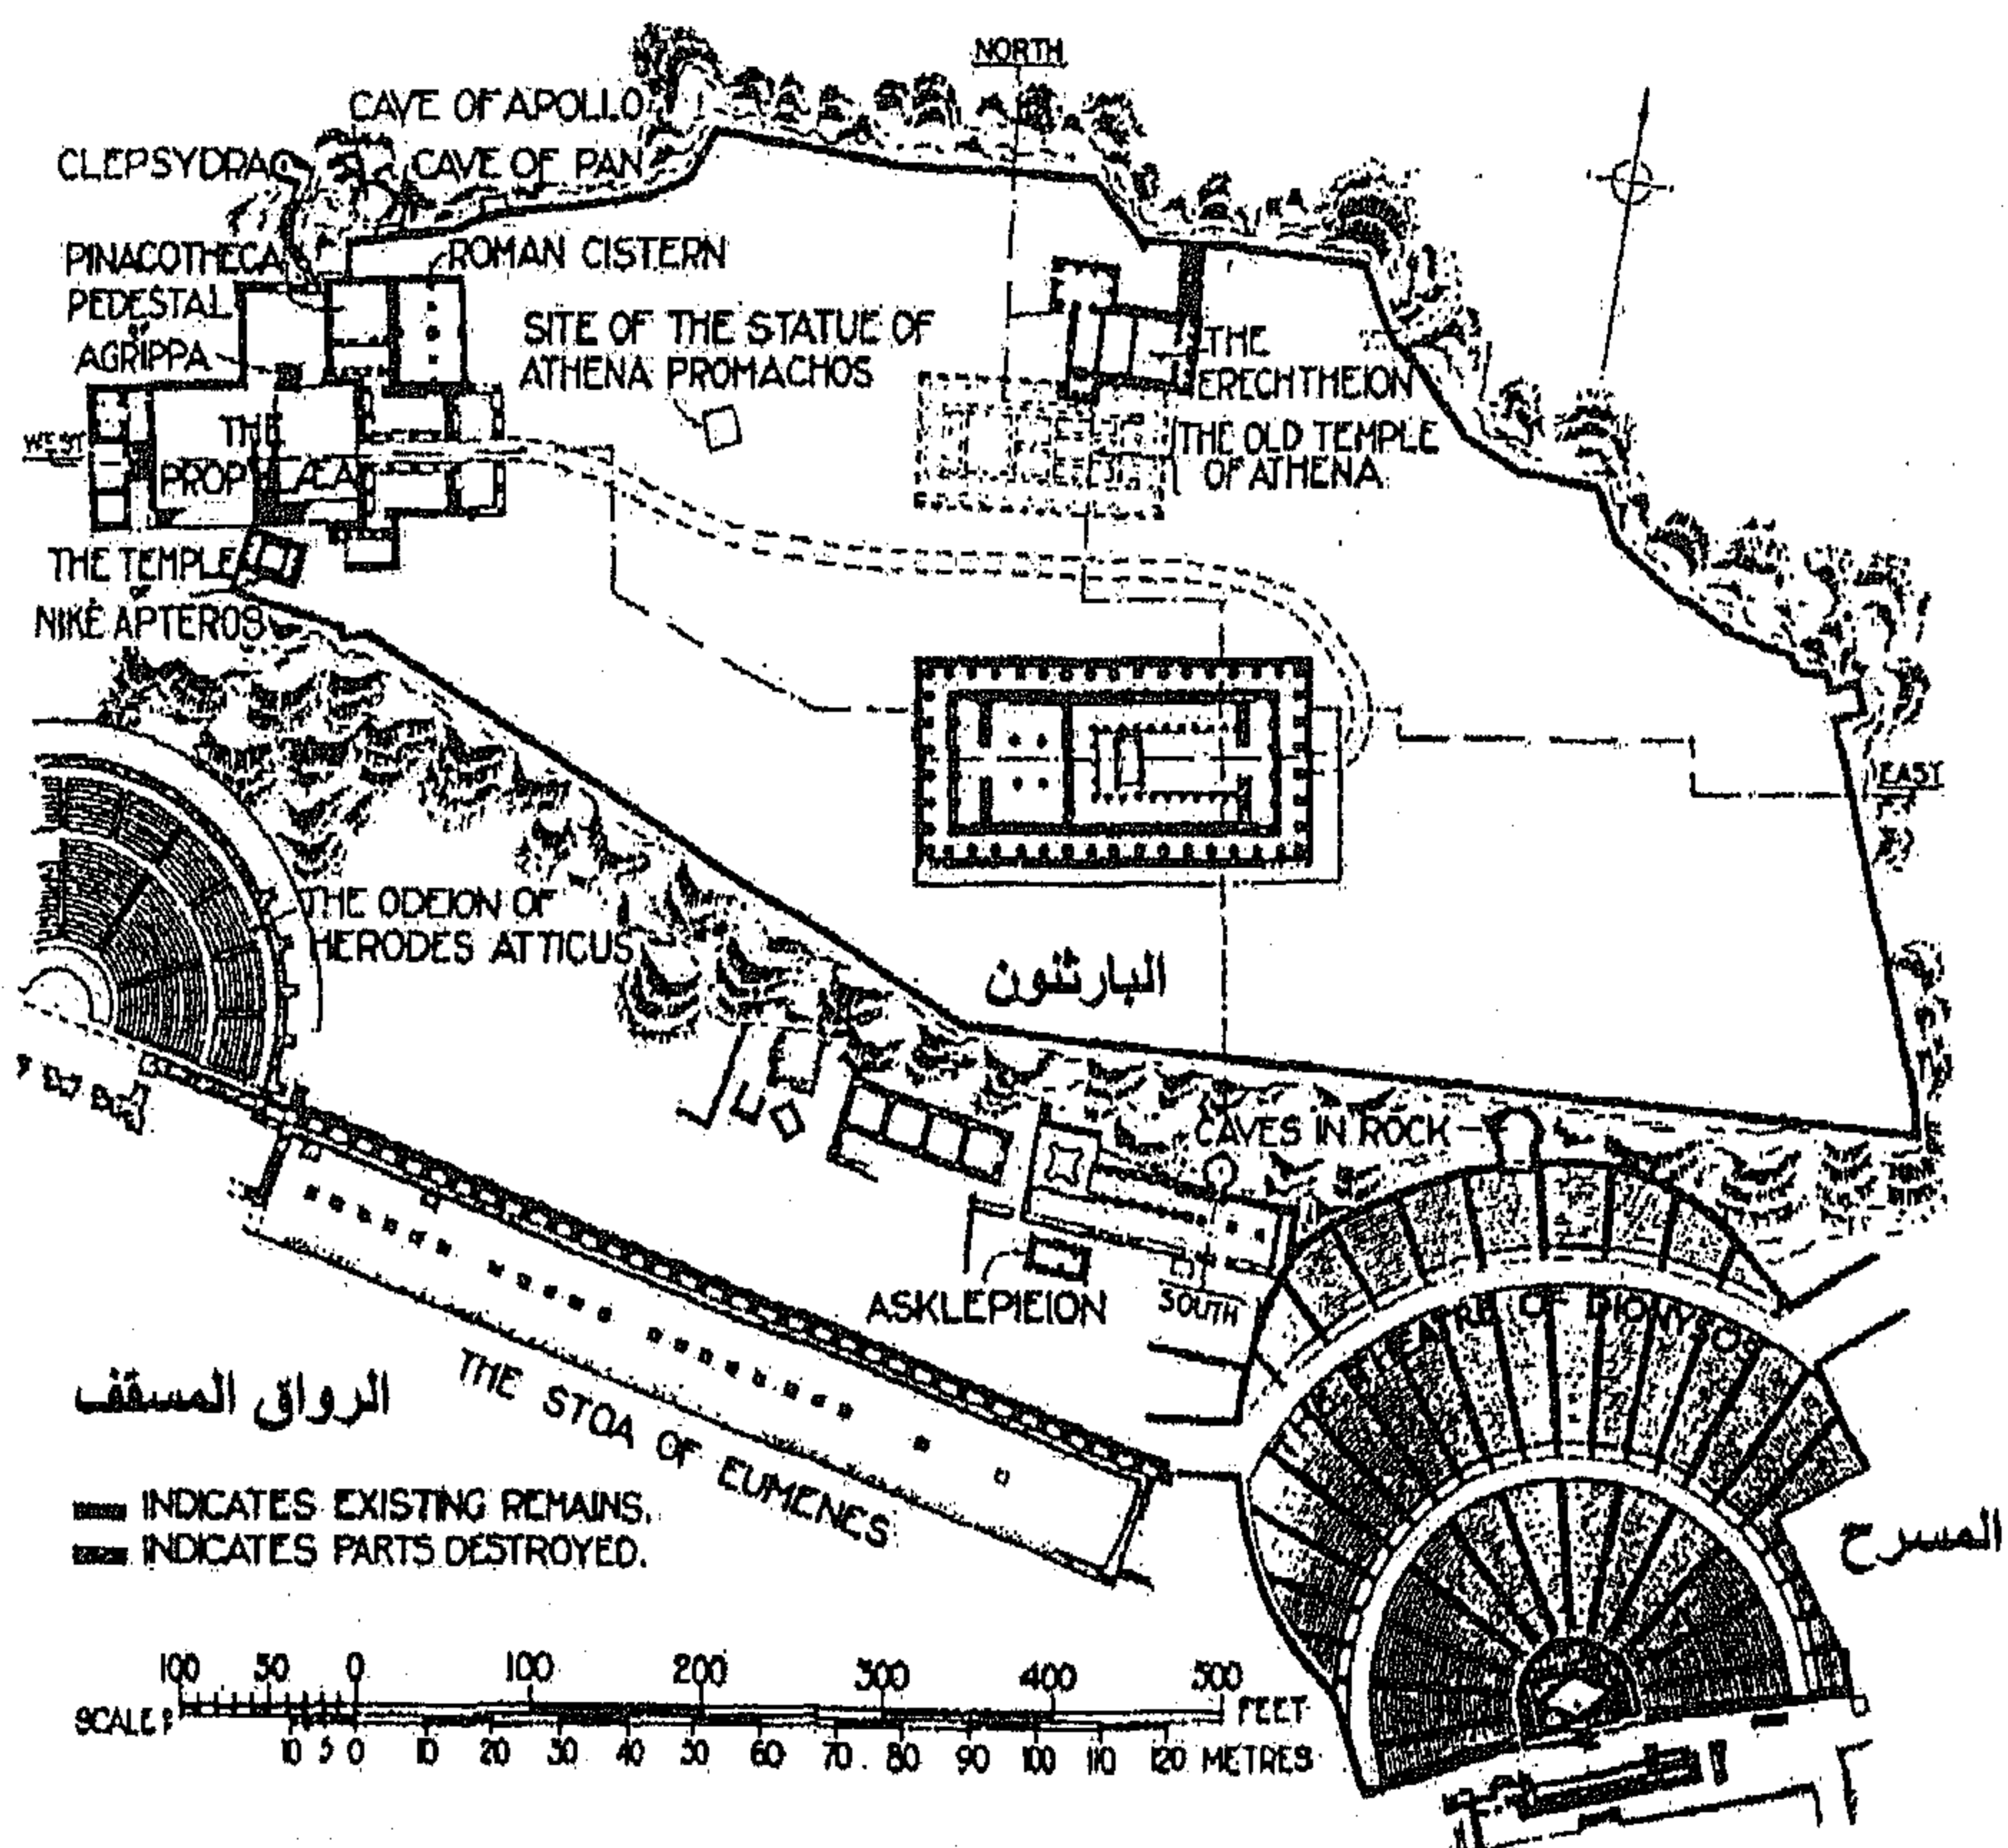 NORTH
CAVE OF APOLLO
CLEPSYDRA
CAVE OF PAN
PINACOTHECA
ROMAN CISTERN
PEDESTAL
OF
AGRIPPA
SITE OF THE STATUE OF
ATHENA PROMACHOS
THE
ERECHTHEION
WEST
THE
PROPYLÆA
THE OLD TEMPLE
OF ATHENA
THE TEMPLE
OF
NIKE APTEROS
EAST
THE ODEION OF
HERODES ATTICUS
البارثنون
CAVES IN ROCK
ASKLEPIEION
SOUTH
THE THEATRE OF DIONYSOS
THE STOA OF EUMENES
الرواق المسقف
INDICATES EXISTING REMAINS.
INDICATES PARTS DESTROYED.
المسرح
100 50 0 100 200 300 400 500
FEET
SCALE
10 5 0 10 20 30 40 50 60 70 80 90 100 110 120 METRES